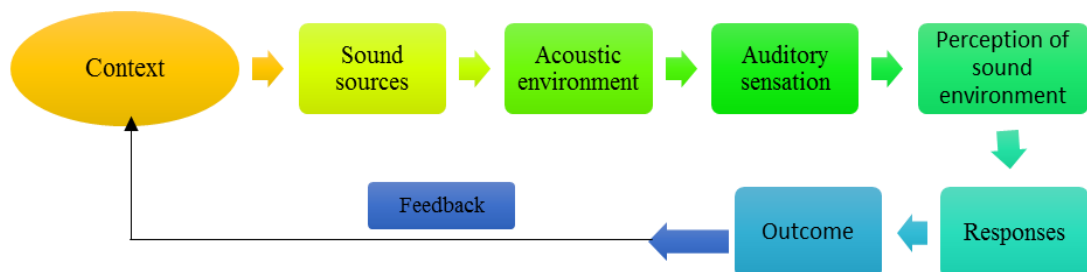 Context
Sound
sources
Acoustic
environment
Auditory
sensation
Perception of
sound
environment
Feedback
Outcome
Responses